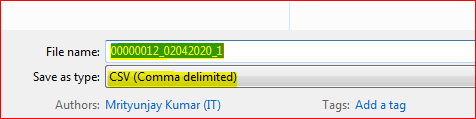 File name: 00000012_02042020_1
Save as type: CSV (Comma delimited)
Authors: Mrityunjay Kumar (IT) Tags: Add a tag